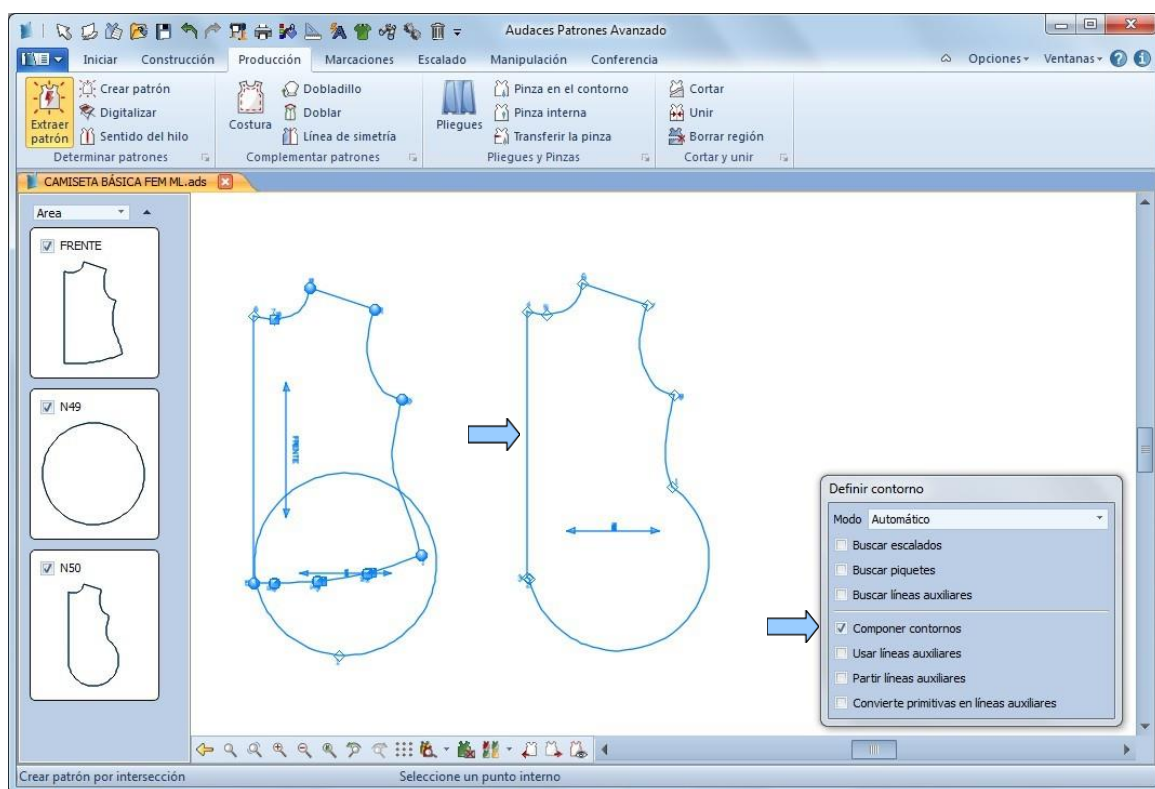 Audaces Patrones Avanzado
Iniciar Construcción Producción Marcaciones Escalado Manipulación Conferencia Opciones Ventanas
Extraer patrón
Crear patrón
Digitalizar
Sentido del hilo
Determinar patrones
Costura
Dobladillo
Doblar
Línea de simetría
Complementar patrones
Pliegues
Pinza en el contorno
Pinza interna
Transferir la pinza
Pliegues y Pinzas
Cortar
Unir
Borrar región
Cortar y unir
CAMISETA BÁSICA FEM ML.ads
Area
FRENTE
N49
N50
FRENTE
Definir contorno
Modo Automático
Buscar escalados
Buscar piquetes
Buscar líneas auxiliares
Componer contornos
Usar líneas auxiliares
Partir líneas auxiliares
Convierte primitivas en líneas auxiliares
Crear patrón por intersección Seleccione un punto interno